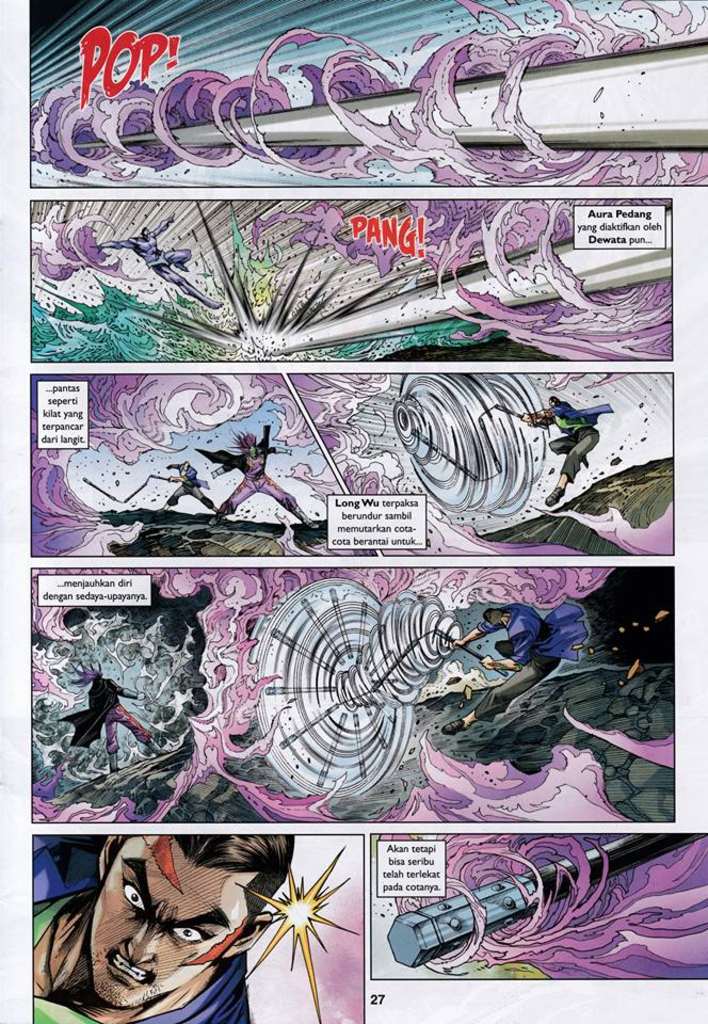 POP!
PANG!
Aura Pedang
yang diaktifkan oleh
Dewata pun...
...pantas
seperti
kilat yang
terpancar
dari langit.
Long Wu terpaksa
berundur sambil
memutarkan cota-
cota berantai untuk...
...menjauhkan diri
dengan sedaya-upayanya.
Akan tetapi
bisa seribu
telah terlekat
pada cotanya.
27